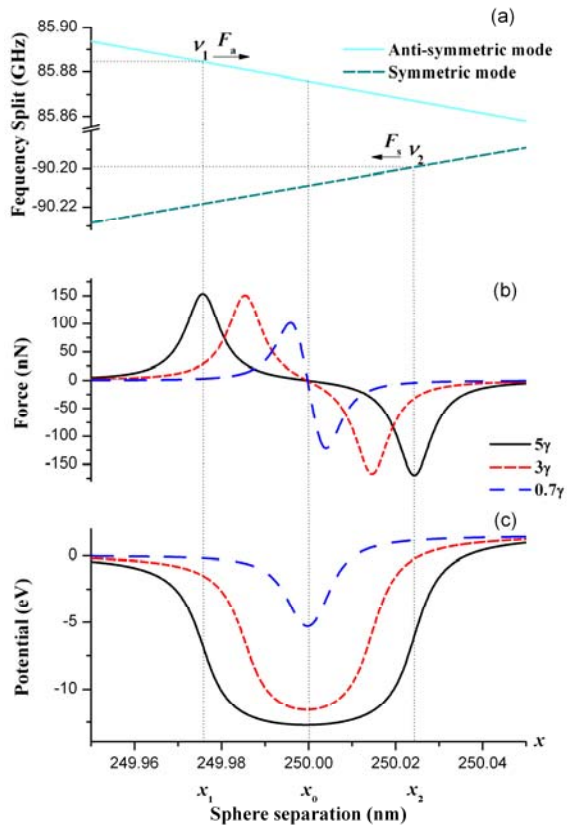 (a)
85.90
85.88
85.86
-90.20
-90.22
Fequency Split (GHz)
ν1 Fa
Anti-symmetric mode
Symmetric mode
Fs ν2
(b)
150
100
50
0
-50
-100
-150
Force (nN)
5γ
3γ
0.7γ
(c)
0
-5
-10
Potential (eV)
249.96 249.98 250.00 250.02 250.04
x
x1 x0 x2
Sphere separation (nm)